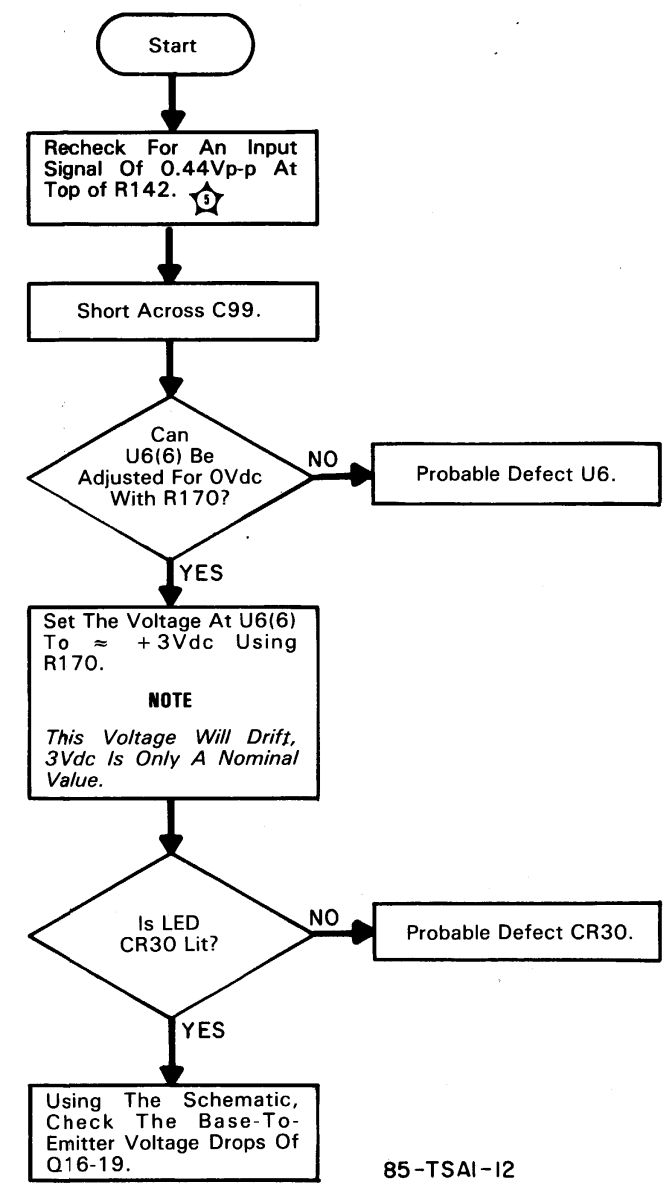 Start
Recheck For An Input
Signal Of 0.44Vp-p At
Top of R142. 5
Short Across C99.
Can
U6(6) Be
Adjusted For 0Vdc
With R170?
NO
Probable Defect U6.
YES
Set The Voltage At U6(6)
To ≈ +3Vdc Using
R170.
NOTE
This Voltage Will Drift,
3Vdc Is Only A Nominal
Value.
Is LED
CR30 Lit?
NO
Probable Defect CR30.
YES
Using The Schematic,
Check The Base-To-
Emitter Voltage Drops Of
Q16-19.
85-TSA1-12